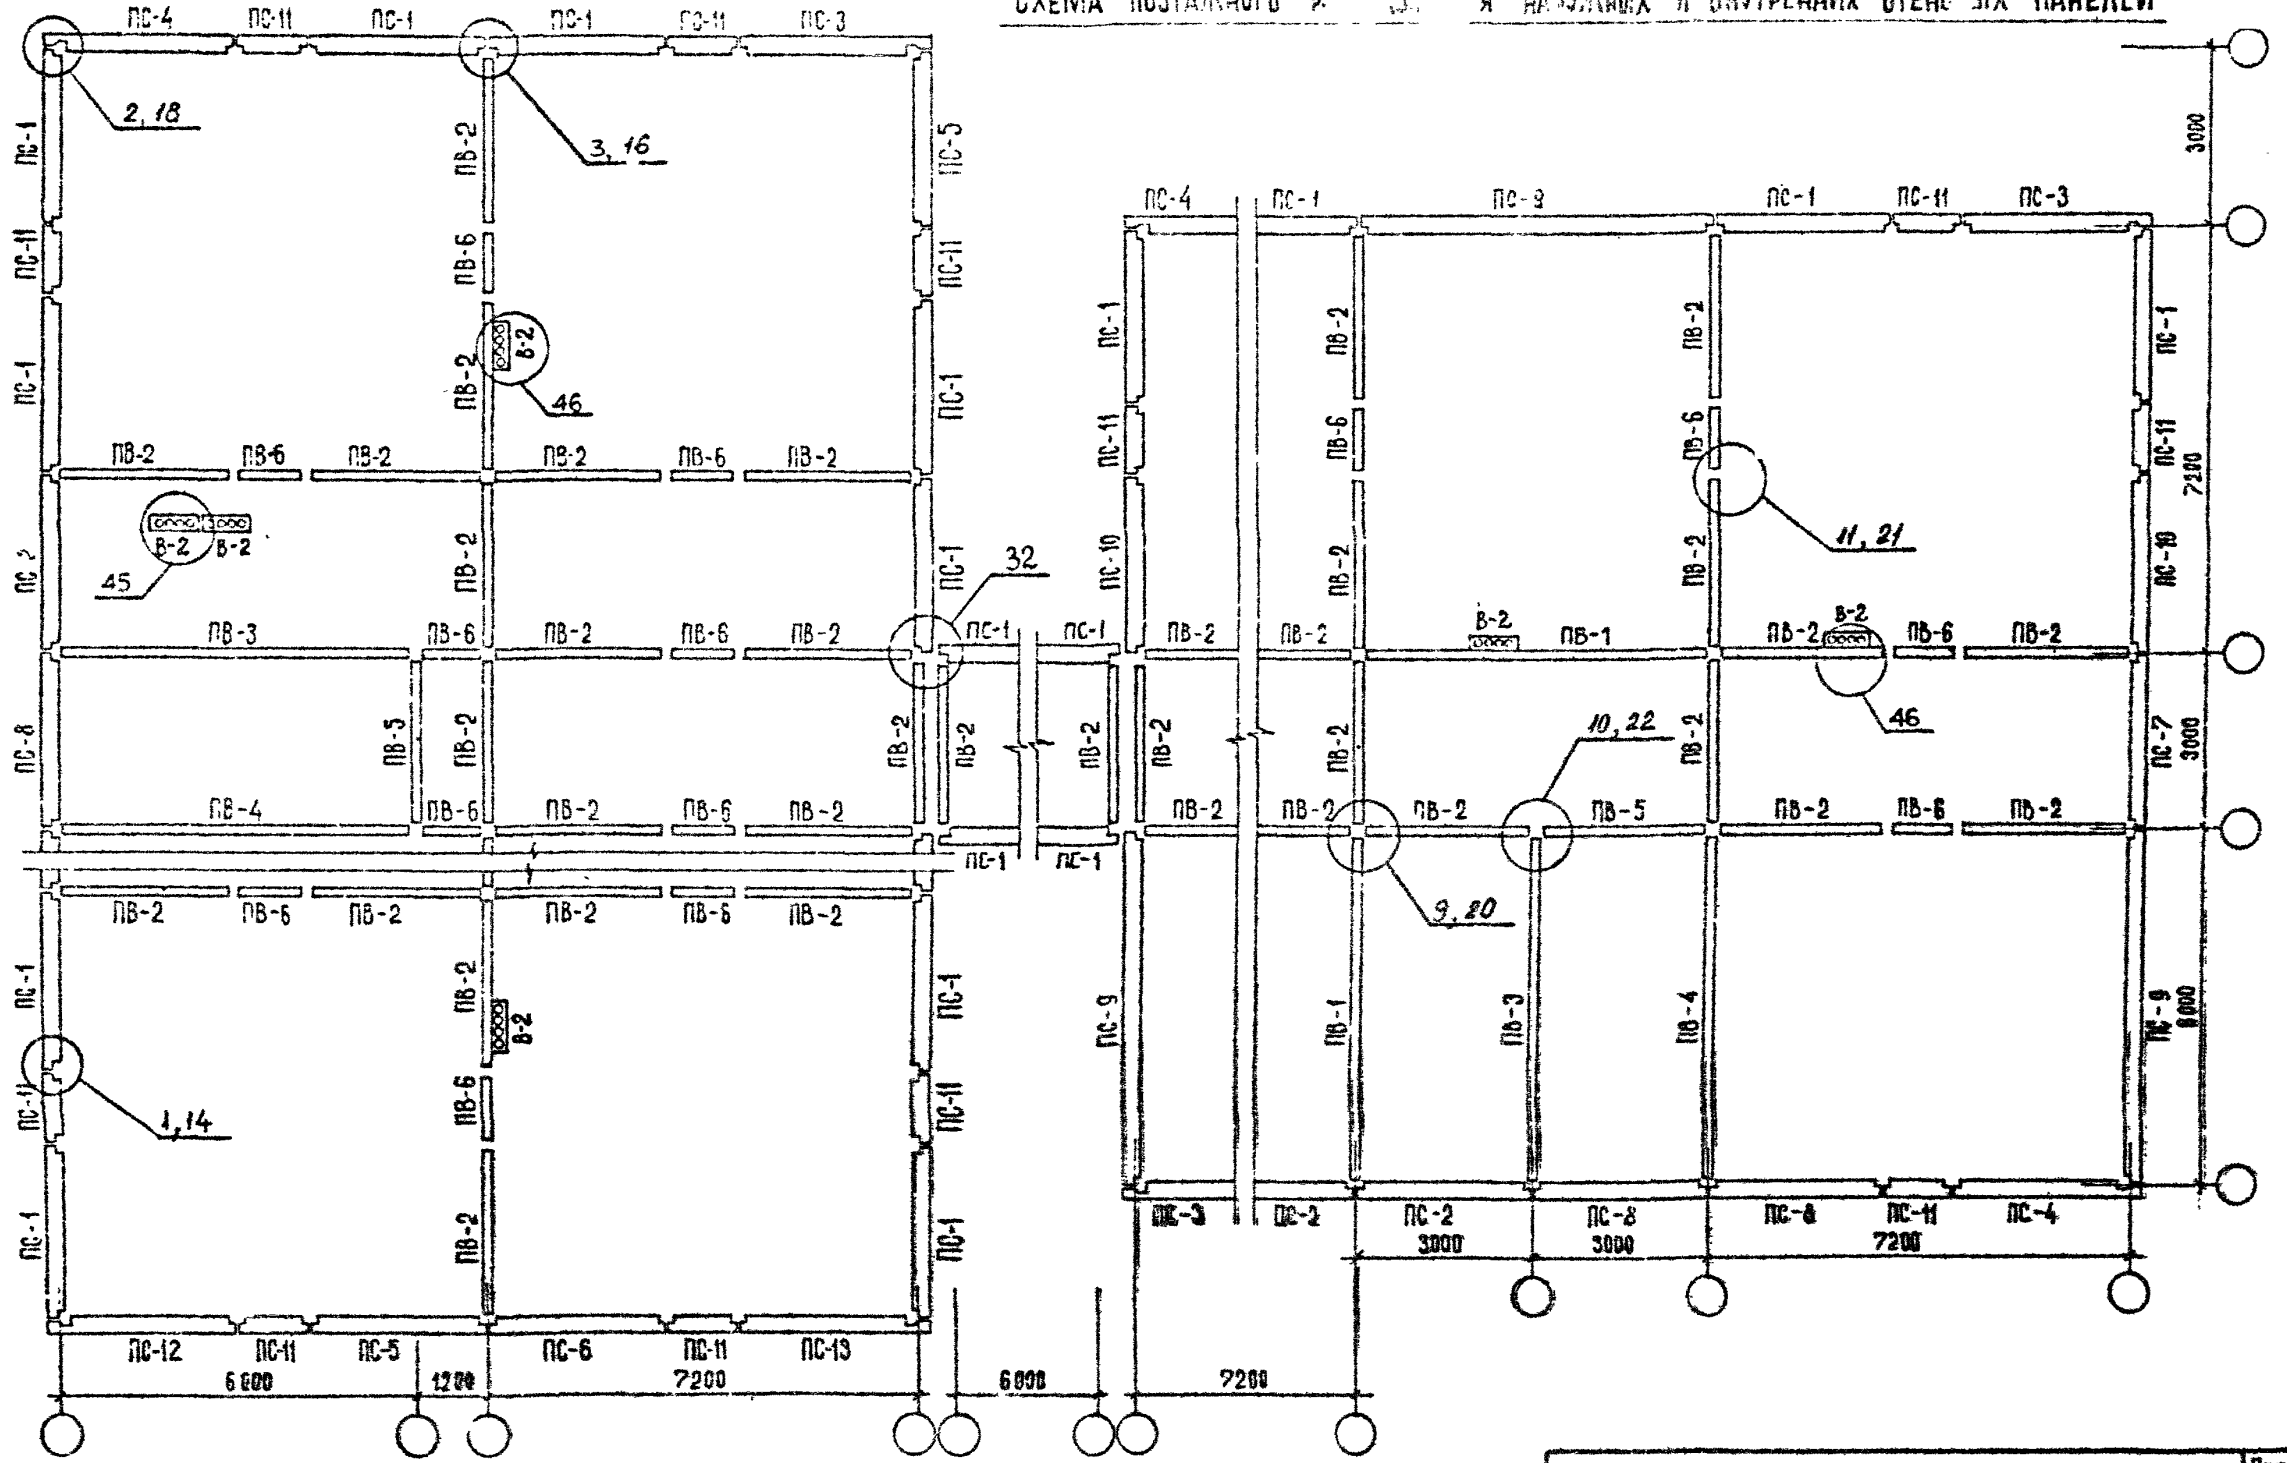 СХЕМА ПОЭТАЖНОГО НАРУЖНЫХ И ВНУТРЕННИХ ПАНЕЛЕЙ
ПС-4 ПС-11 ПС-1 ПС-1 ПС-11 ПС-3
2, 18
3, 16
ПС-1 ПВ-2 ПС-5
3000
ПС-4 ПС-1 ПС-9 ПС-1 ПС-11 ПС-3
ПС-11 ПВ-6 ПС-11
ПС-1 ПВ-2 ПВ-2 ПС-1
В-2
ПС-1 ПВ-2 ПС-1
46
ПС-11 ПВ-6 ПВ-6 ПС-11
7200
ПВ-2 ПВ-6 ПВ-2 ПВ-2 ПВ-6 ПВ-2
11, 21
В-2 В-2
45
ПВ-2 ПС-1 ПС-10 ПВ-2 ПВ-2 ПС-10
32
ПВ-3 ПВ-6 ПВ-2 ПВ-6 ПВ-2 ПС-1 ПС-1 ПВ-2 ПВ-2 В-2 ПВ-1 ПВ-2 В-2 ПВ-6 ПВ-2
46
10, 22
ПС-8 ПВ-5 ПВ-2 ПВ-2 ПВ-2 ПВ-2 ПВ-2 ПВ-2 ПВ-2 ПС-7
3000
ПВ-4 ПВ-6 ПВ-2 ПВ-6 ПВ-2 ПВ-2 ПВ-2 ПВ-2 ПВ-5 ПВ-2 ПВ-6 ПВ-2
ПС-1 ПС-1
ПВ-2 ПВ-6 ПВ-2 ПВ-2 ПВ-6 ПВ-2
9, 20
ПС-1 ПВ-2 ПС-1 ПС-9 ПВ-1 ПВ-3 ПВ-4 ПС-9
В-2
ПС-11 ПВ-6 ПС-11
1, 14
ПС-1 ПВ-2 ПС-1
ПС-3 ПС-2 ПС-2 ПС-8 ПС-11 ПС-4
3000 3000 7200
ПС-12 ПС-11 ПС-5 ПС-6 ПС-11 ПС-13
1200 7200 7200